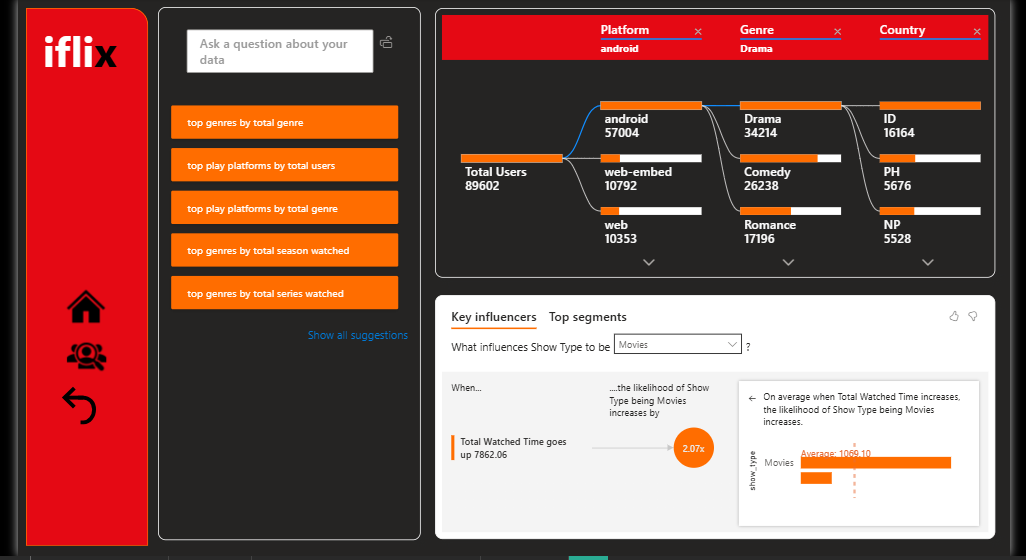 iflix
Ask a question about your
data
top genres by total genre
top play platforms by total users
top play platforms by total genre
top genres by total season watched
top genres by total series watched
Show all suggestions
Platform
android
Genre
Drama
Country
Total Users
89602
android
57004
web-embed
10792
web
10353
Drama
34214
Comedy
26238
Romance
17196
ID
16164
PH
5676
NP
5528
Key influencers
Top segments
What influences Show Type to be Movies ?
When...
....the likelihood of Show
Type being Movies
increases by
Total Watched Time goes
up 7862.06
2.07x
On average when Total Watched Time increases,
the likelihood of Show Type being Movies
increases.
Average: 1069.10
Movies
show_type